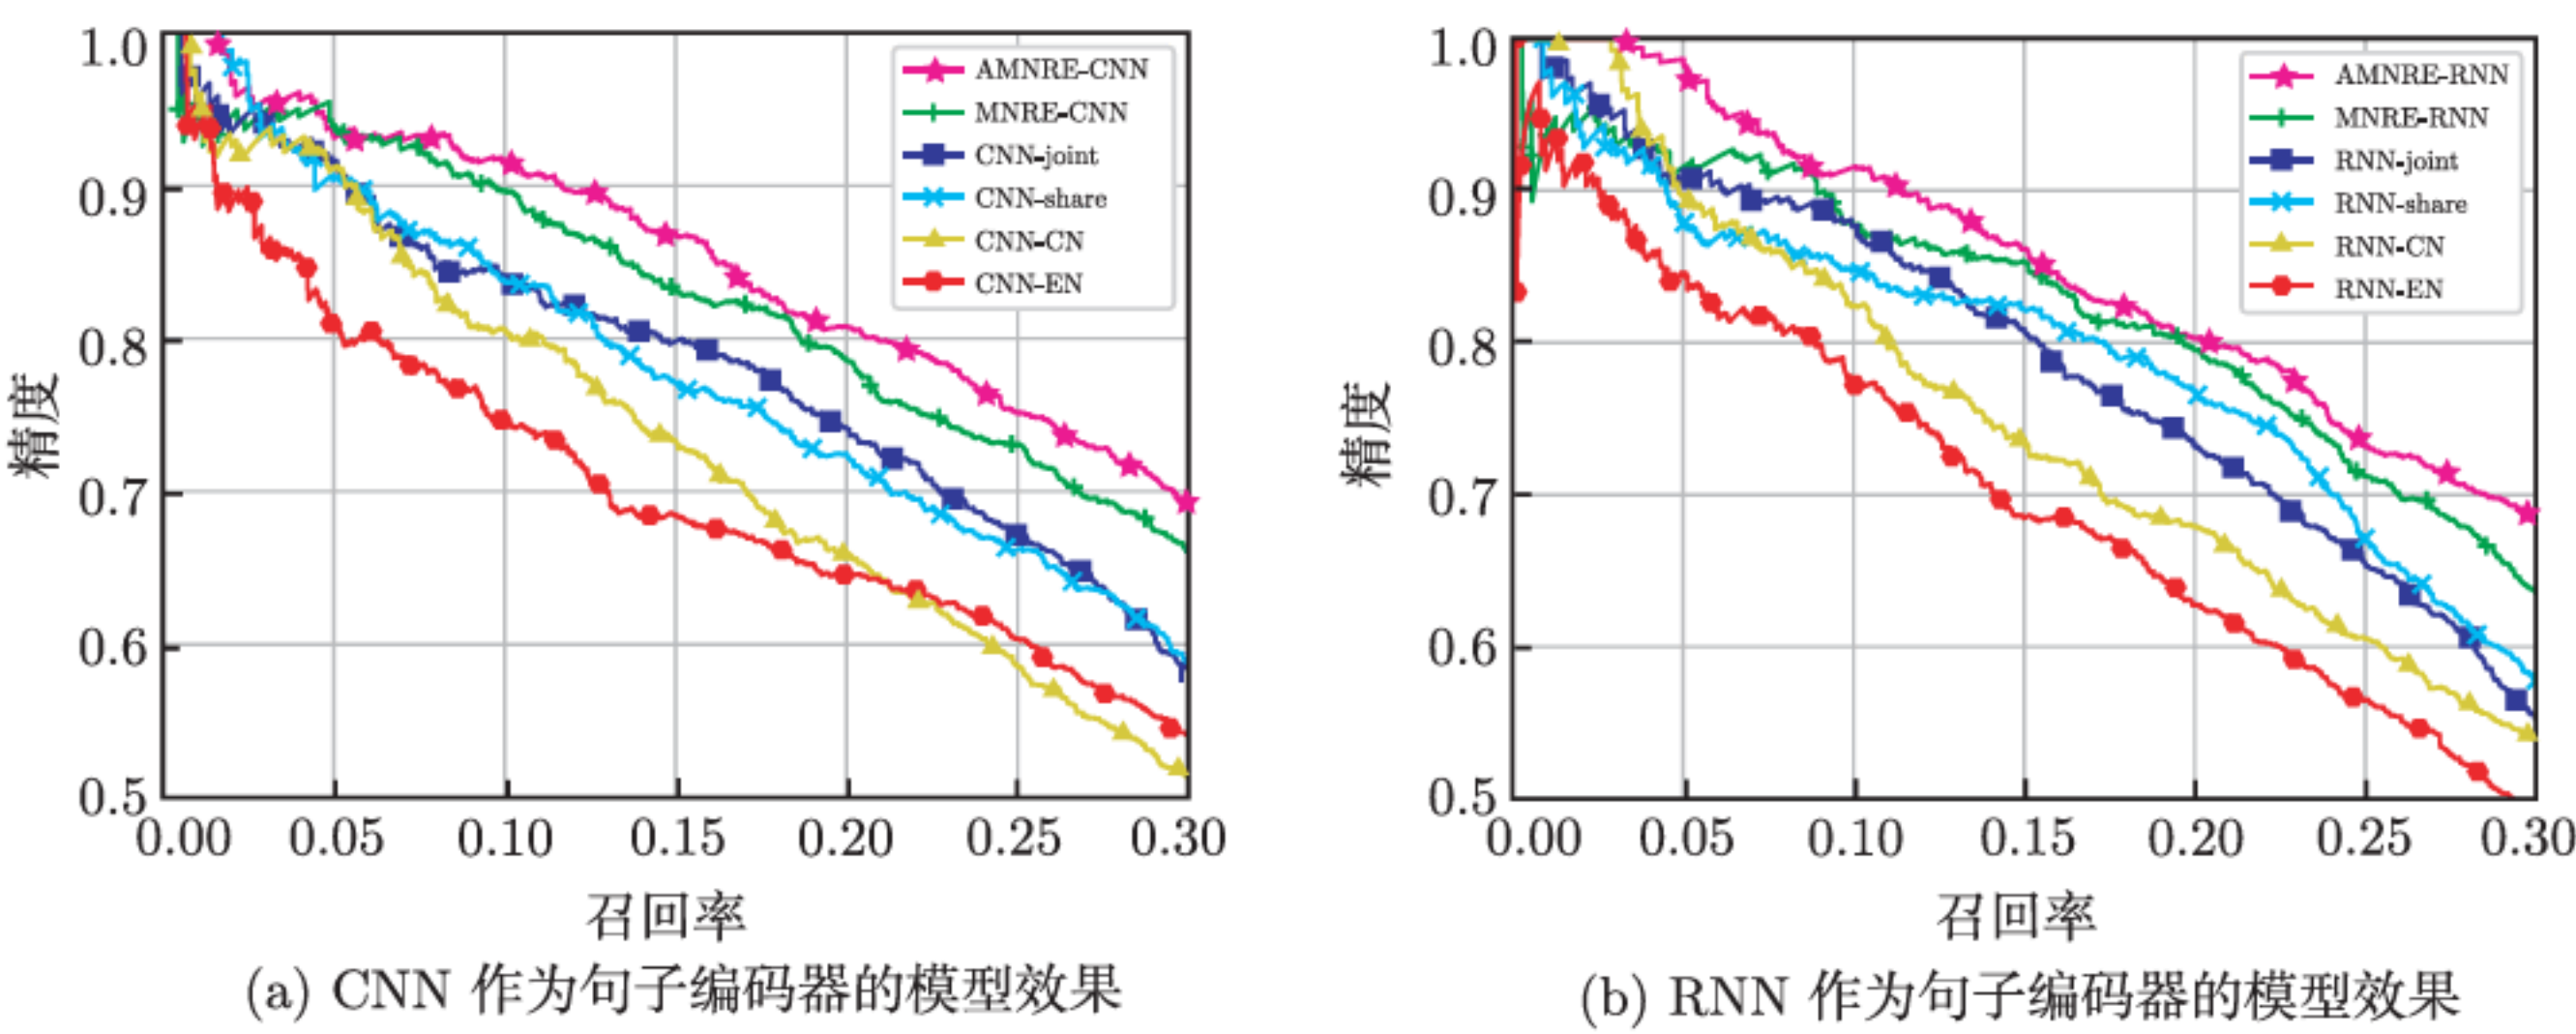 1.0
0.9
0.8
0.7
0.6
0.5
精度
0.00 0.05 0.10 0.15 0.20 0.25 0.30
召回率
AMNRE-CNN
MNRE-CNN
CNN-joint
CNN-share
CNN-CN
CNN-EN
(a) CNN 作为句子编码器的模型效果
1.0
0.9
0.8
0.7
0.6
0.5
精度
0.00 0.05 0.10 0.15 0.20 0.25 0.30
召回率
AMNRE-RNN
MNRE-RNN
RNN-joint
RNN-share
RNN-CN
RNN-EN
(b) RNN 作为句子编码器的模型效果